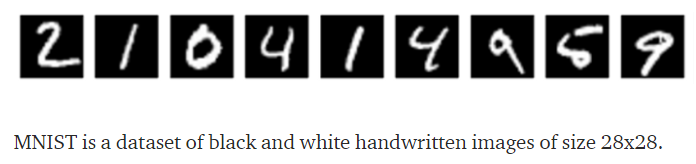 2 1 0 4 1 4 9 5 9
MNIST is a dataset of black and white handwritten images of size 28x28.